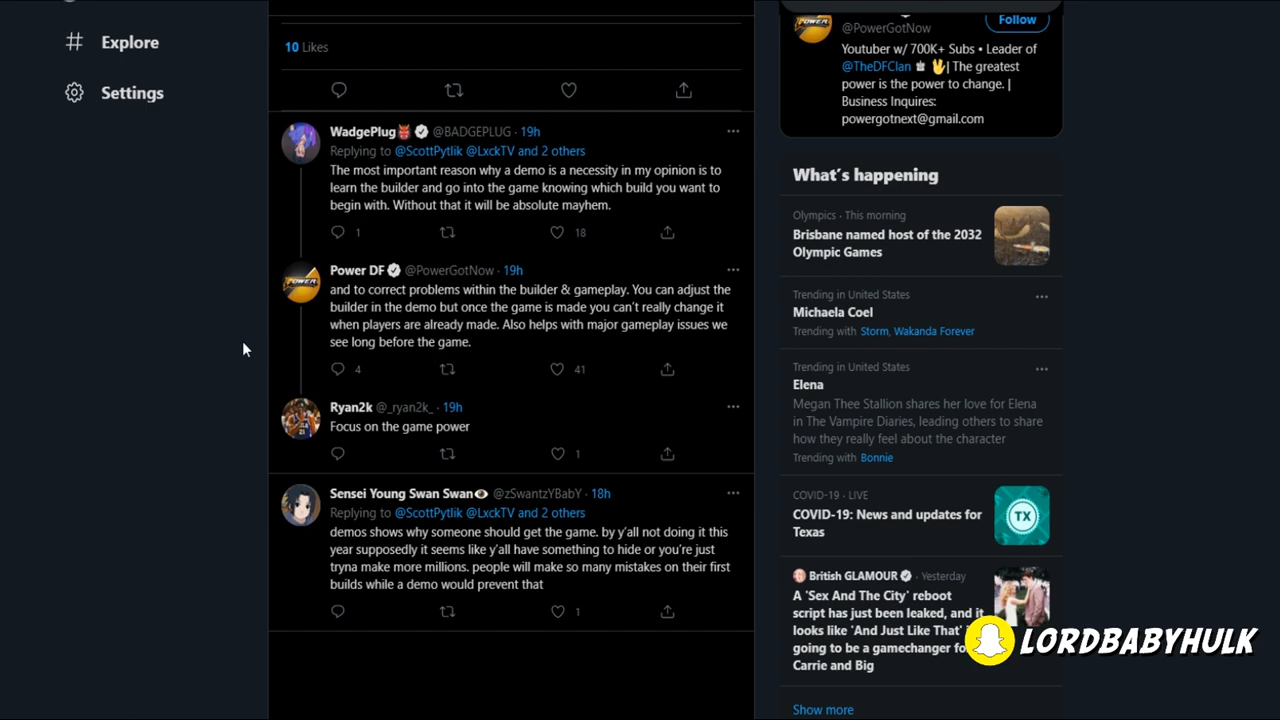 Explore
Settings
10 Likes
WadgePlug👹 @BADGEPLUG · 19h
Replying to @ScottPytlik @LxckTV and 2 others
The most important reason why a demo is a necessity in my opinion is to
learn the builder and go into the game knowing which build you want to
begin with. Without that it will be absolute mayhem.
1 18
Power DF @PowerGotNow · 19h
and to correct problems within the builder & gameplay. You can adjust the
builder in the demo but once the game is made you can't really change it
when players are already made. Also helps with major gameplay issues we
see long before the game.
4 41
Ryan2k @_ryan2k_ · 19h
Focus on the game power
1
Sensei Young Swan Swan👁 @zSwantzYBabY · 18h
Replying to @ScottPytlik @LxckTV and 2 others
demos shows why someone should get the game. by y'all not doing it this
year supposedly it seems like y'all have something to hide or you're just
tryna make more millions. people will make so many mistakes on their first
builds while a demo would prevent that
1
POWER
@PowerGotNow
Follow
Youtuber w/ 700K+ Subs • Leader of
@TheDFClan 🖖| The greatest
power is the power to change. |
Business Inquires:
powergotnext@gmail.com
What's happening
Olympics · This morning
Brisbane named host of the 2032
Olympic Games
Trending in United States
Michaela Coel
Trending with Storm, Wakanda Forever
Trending in United States
Elena
Megan Thee Stallion shares her love for Elena
in The Vampire Diaries, leading others to share
how they really feel about the character
Trending with Bonnie
COVID-19 · LIVE
COVID-19: News and updates for
Texas
TX
British GLAMOUR · Yesterday
A 'Sex And The City' reboot
script has just been leaked, and it
looks like 'And Just Like That'
going to be a gamechanger
Carrie and Big
Show more
LORDBABYHULK